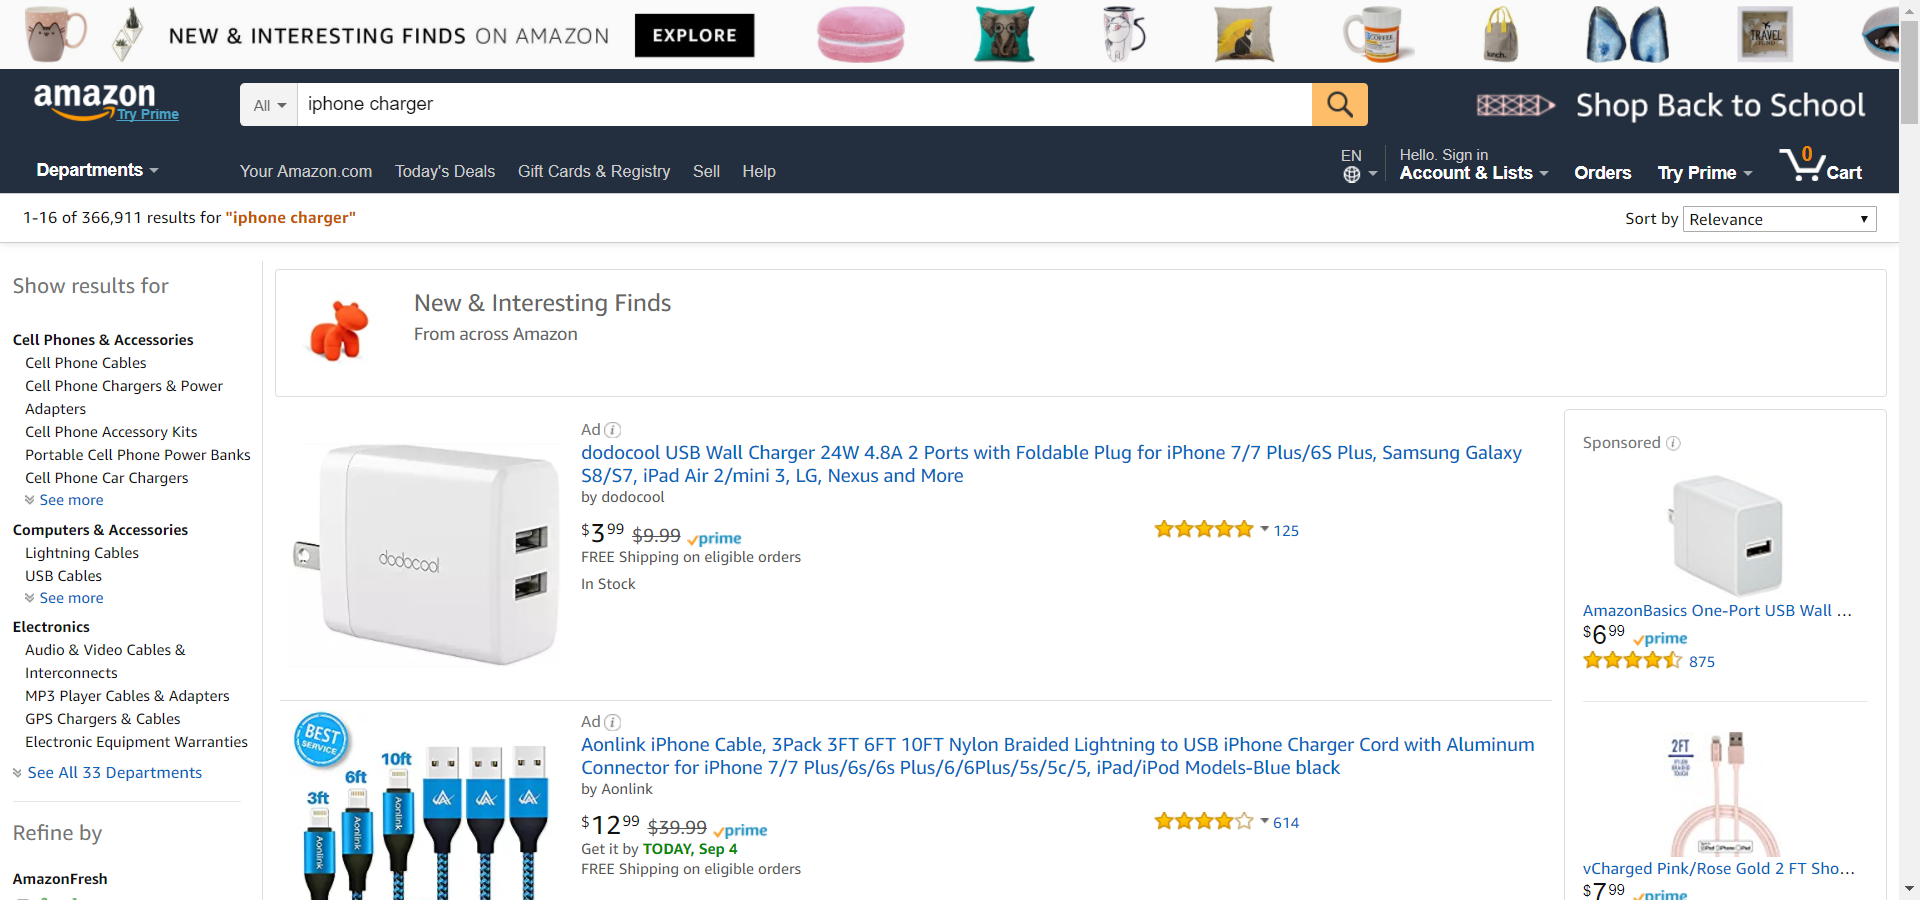 NEW & INTERESTING FINDS ON AMAZON
EXPLORE
COFFEE
lunch.
TRAVEL
FUND
amazon
Try Prime
All
iphone charger
Shop Back to School
Departments
Your Amazon.com
Today's Deals
Gift Cards & Registry
Sell
Help
EN
Hello. Sign in
Account & Lists
Orders
Try Prime
0
Cart
1-16 of 366,911 results for "iphone charger"
Sort by
Relevance
Show results for
Cell Phones & Accessories
Cell Phone Cables
Cell Phone Chargers & Power
Adapters
Cell Phone Accessory Kits
Portable Cell Phone Power Banks
Cell Phone Car Chargers
See more
Computers & Accessories
Lightning Cables
USB Cables
See more
Electronics
Audio & Video Cables &
Interconnects
MP3 Player Cables & Adapters
GPS Chargers & Cables
Electronic Equipment Warranties
See All 33 Departments
Refine by
AmazonFresh
New & Interesting Finds
From across Amazon
dodocool
Ad
dodocool USB Wall Charger 24W 4.8A 2 Ports with Foldable Plug for iPhone 7/7 Plus/6S Plus, Samsung Galaxy
S8/S7, iPad Air 2/mini 3, LG, Nexus and More
by dodocool
$3 99 $9.99 prime
FREE Shipping on eligible orders
In Stock
125
BEST
SERVICE
3ft
6ft
10ft
Aonlink
Aonlink
Aonlink
Ad
Aonlink iPhone Cable, 3Pack 3FT 6FT 10FT Nylon Braided Lightning to USB iPhone Charger Cord with Aluminum
Connector for iPhone 7/7 Plus/6s/6s Plus/6/6Plus/5s/5c/5, iPad/iPod Models-Blue black
by Aonlink
$12 99 $39.99 prime
Get it by TODAY, Sep 4
FREE Shipping on eligible orders
614
Sponsored
AmazonBasics One-Port USB Wall ...
$6 99 prime
875
2FT
vCharged Pink/Rose Gold 2 FT Sho...
$7 99 prime